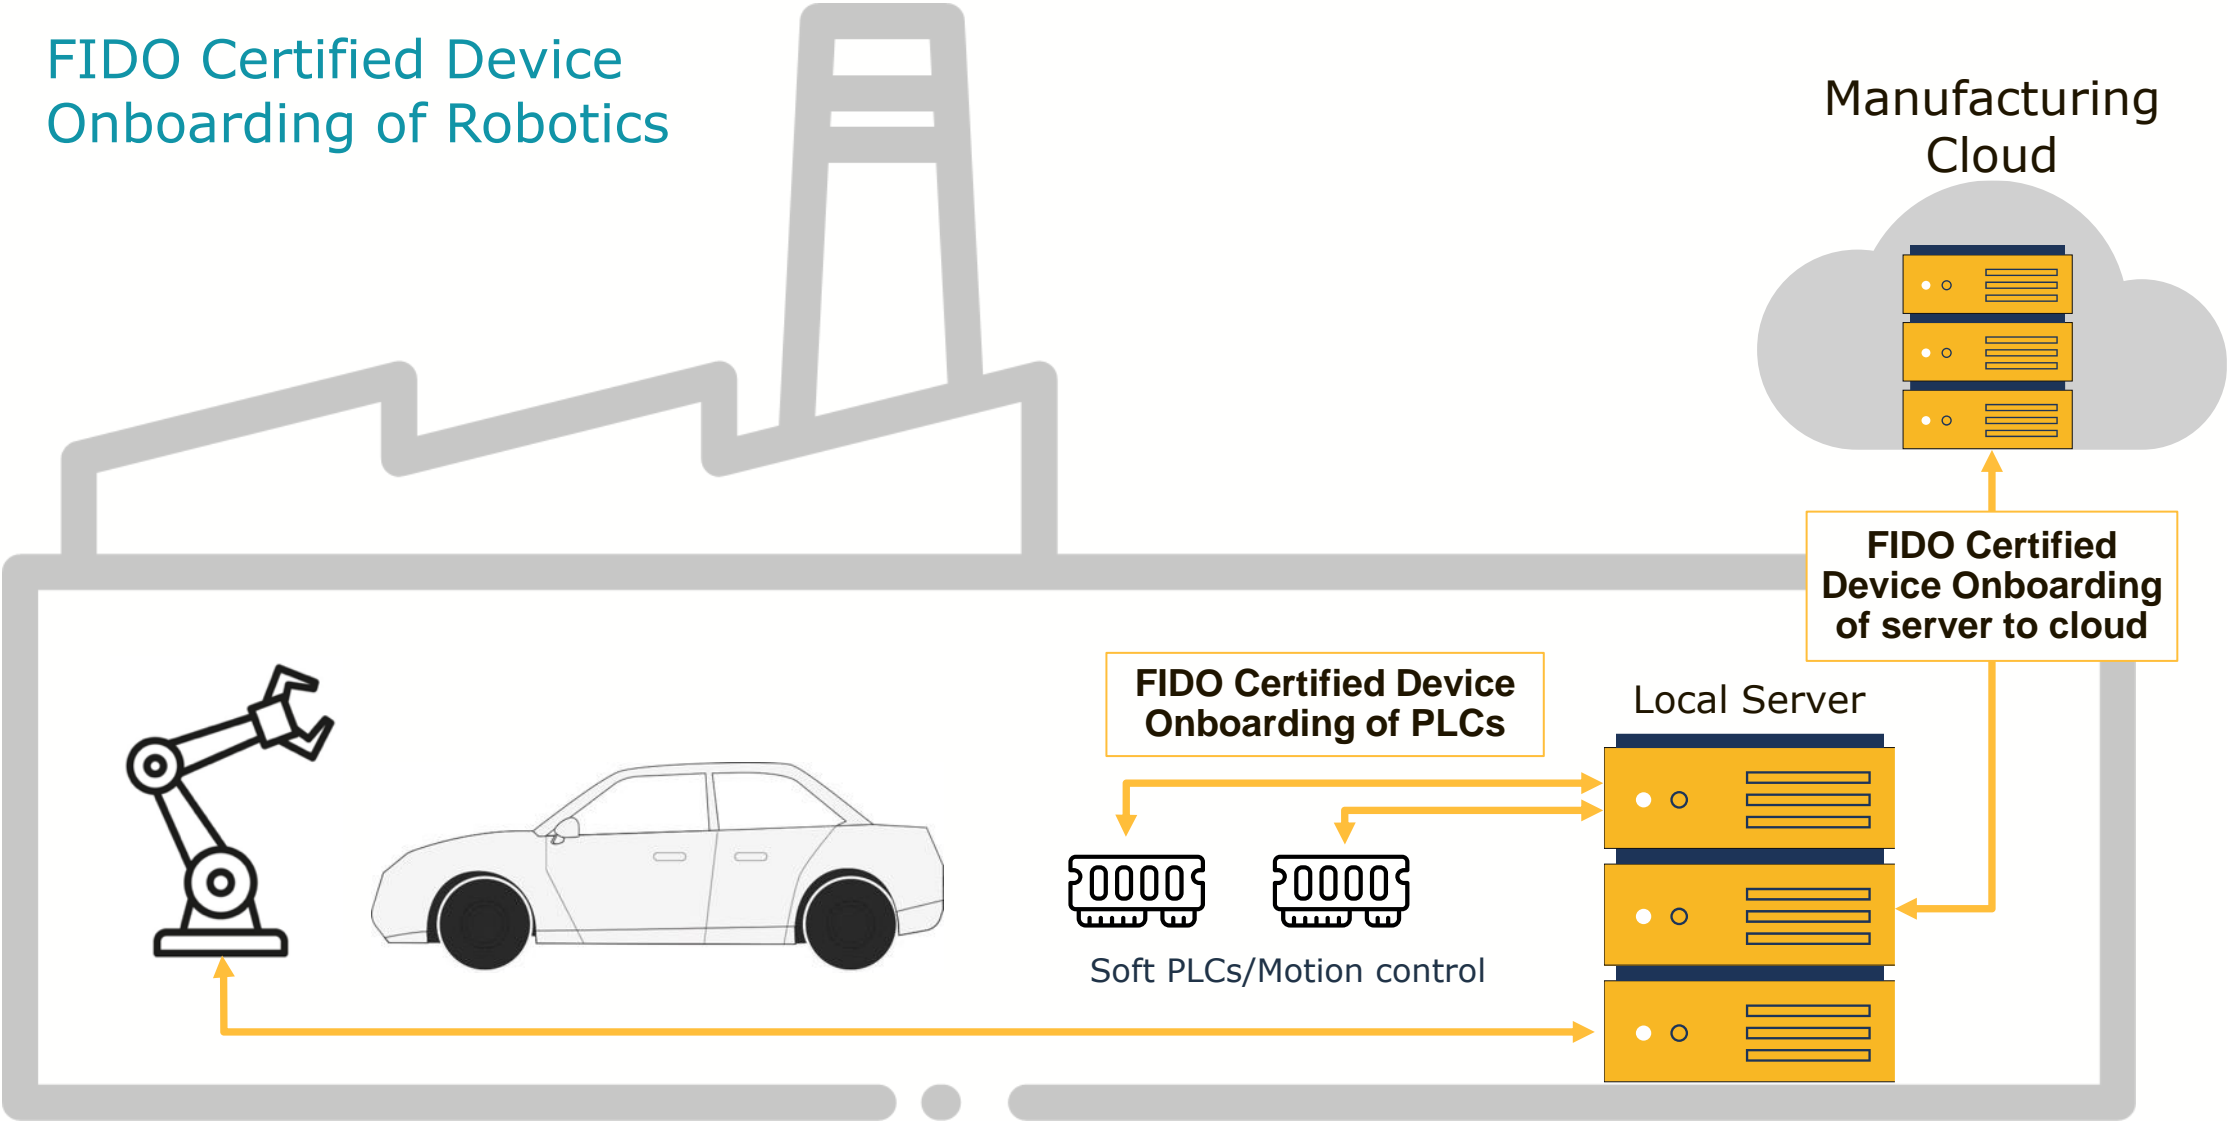 FIDO Certified Device
Onboarding of Robotics
Manufacturing
Cloud
FIDO Certified
Device Onboarding
of server to cloud
FIDO Certified Device
Onboarding of PLCs
Local Server
Soft PLCs/Motion control